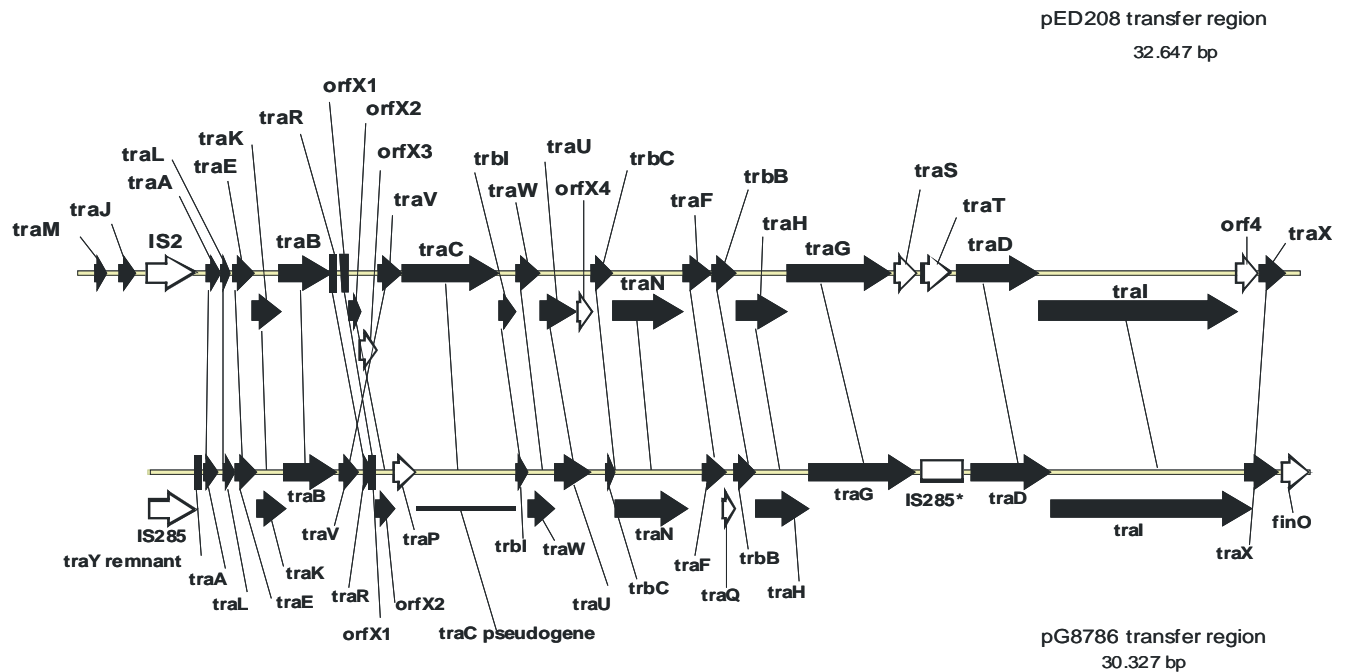 pED208 transfer region
32.647 bp
orfX1
orfX2
traR
traK
orfX3
traL
traE
trbI
traU
trbC
traA
traW
orfX4
traF
trbB
traS
traJ
traV
traT
traM
IS2
traB
traC
traH
traG
traD
orf4
traX
traN
traI
traB
traG
IS285*
traD
IS285
traV
traP
trbI
traW
traN
traI
finO
traY remnant
traA
traK
traF
trbB
traX
traL
traE
traR
orfX2
traU
trbC
traQ
traH
orfX1
traC pseudogene
pG8786 transfer region
30.327 bp